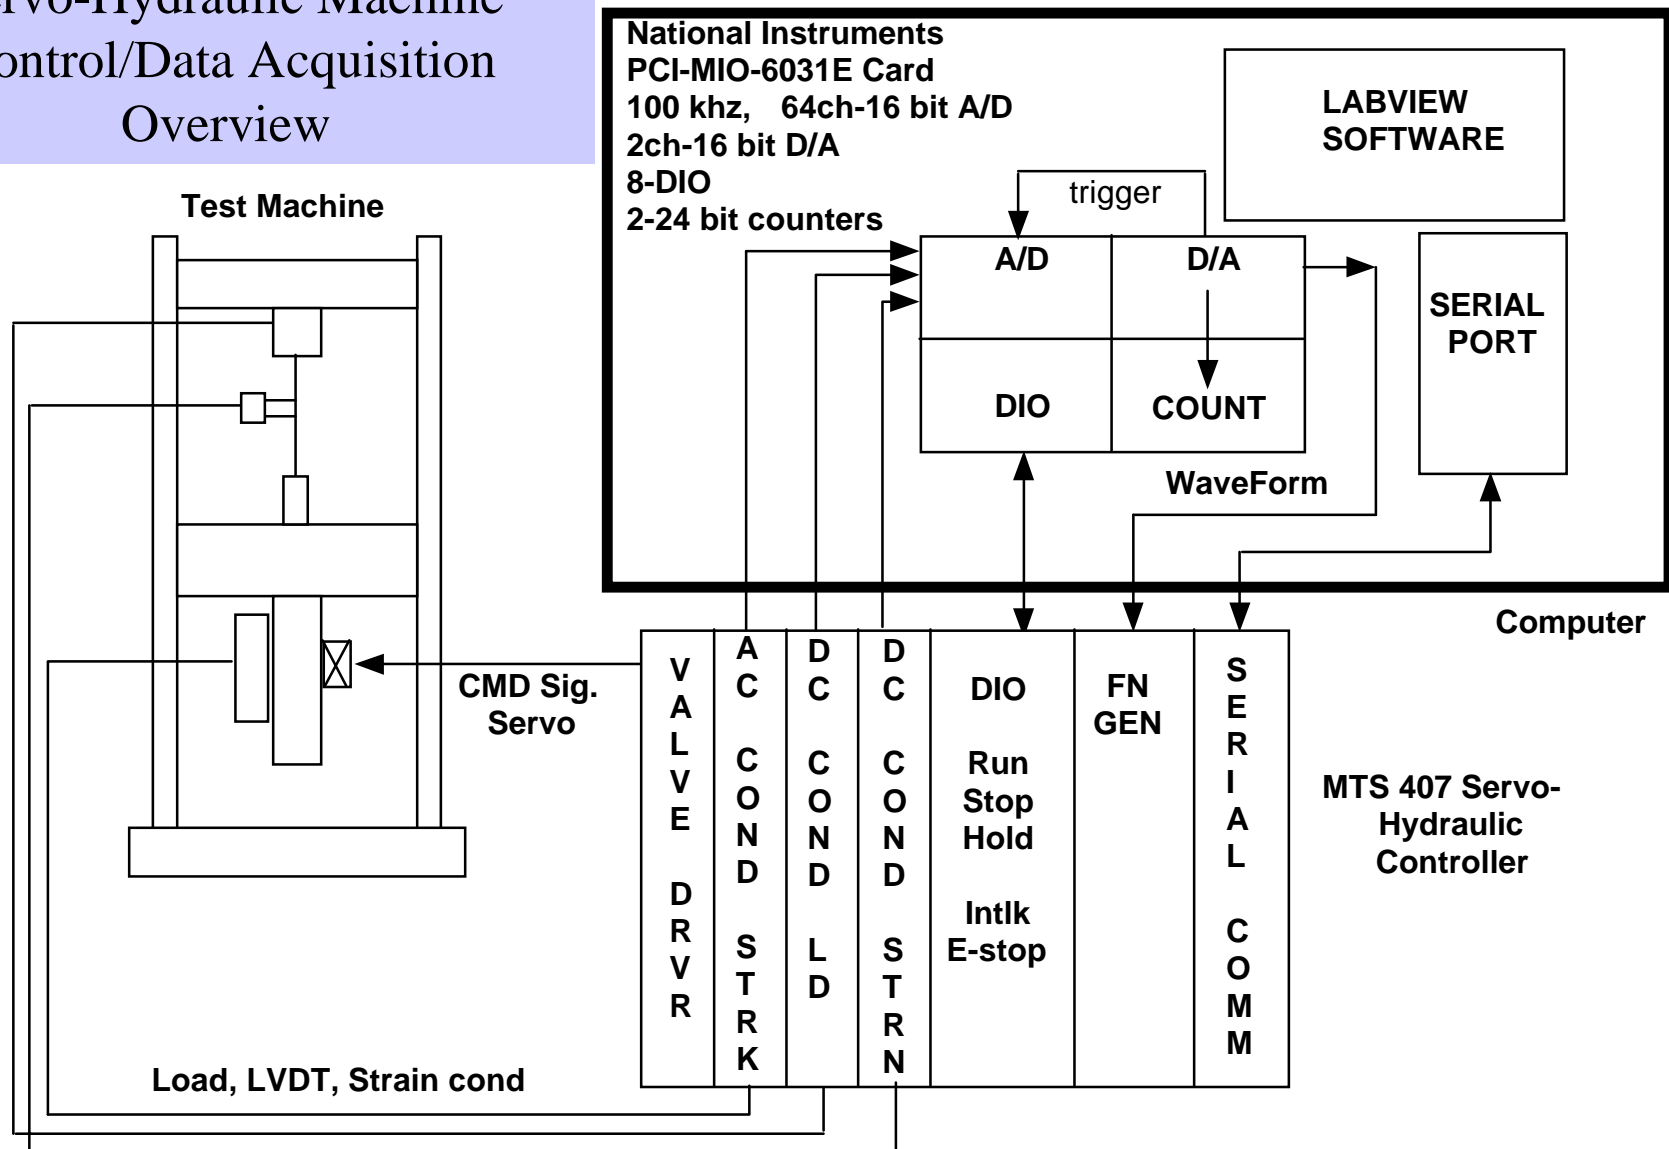 ervo-Hydraulic Machine
ontrol/Data Acquisition
Overview
National Instruments
PCI-MIO-6031E Card
100 khz, 64ch-16 bit A/D
2ch-16 bit D/A
8-DIO
2-24 bit counters
LABVIEW
SOFTWARE
trigger
A/D
D/A
DIO
COUNT
SERIAL
PORT
WaveForm
Computer
Test Machine
CMD Sig.
Servo
VALVE DRVR
AC COND STRK
DC COND LD
DC COND STRN
DIO
Run
Stop
Hold
Intlk
E-stop
FN
GEN
SERIAL COMM
MTS 407 Servo-
Hydraulic
Controller
Load, LVDT, Strain cond